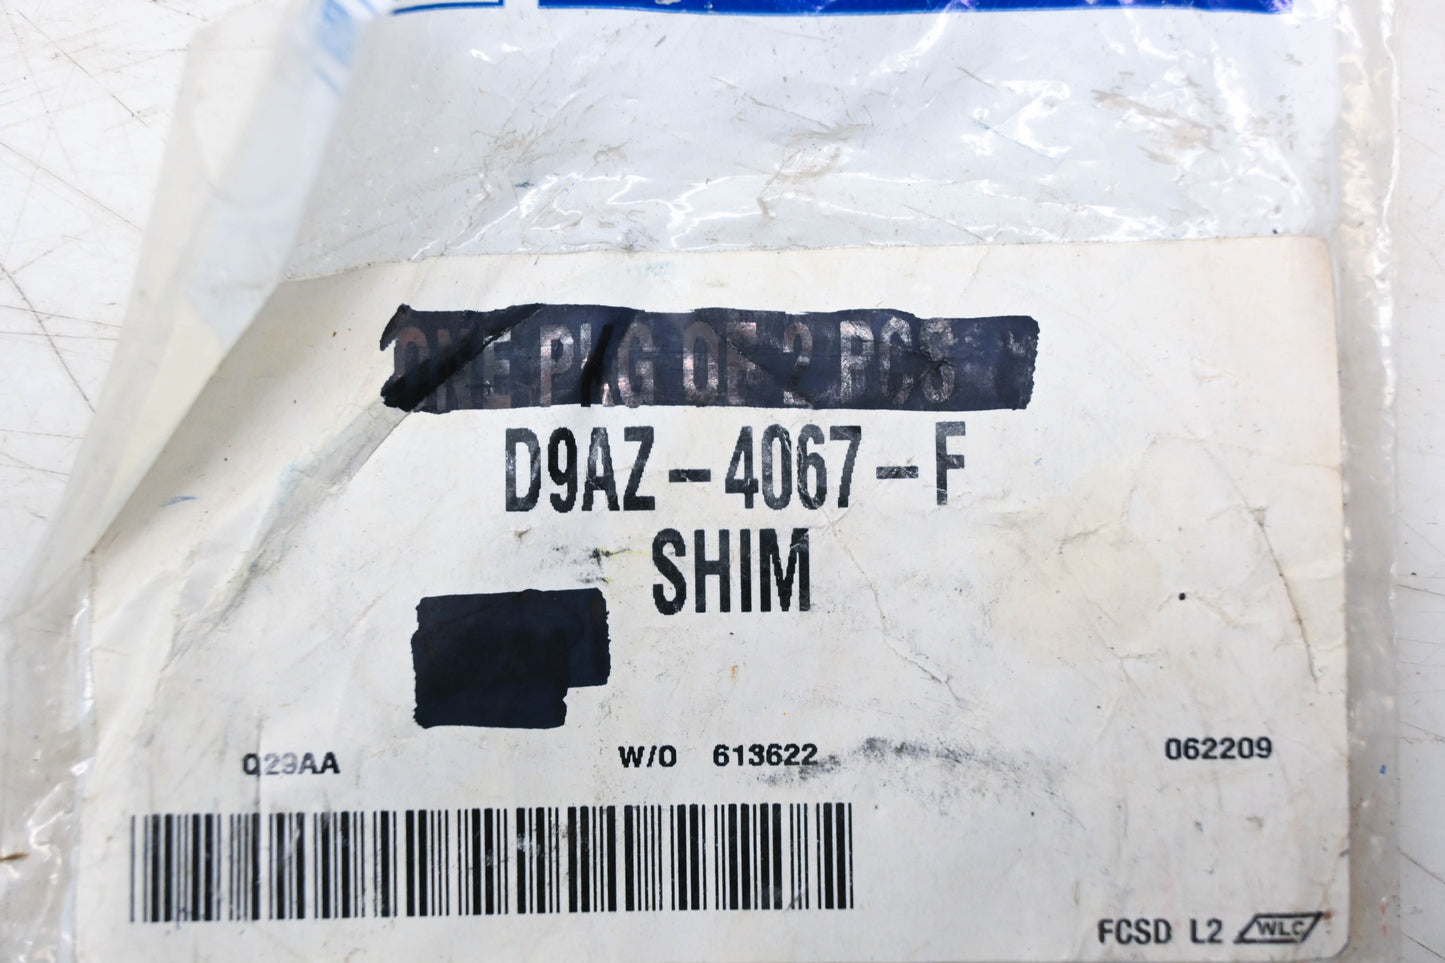 ONE PKG OF 2 PCS
D9AZ-4067-F
SHIM
Q29AA W/O 613622 062209
FCSD L2 WLC